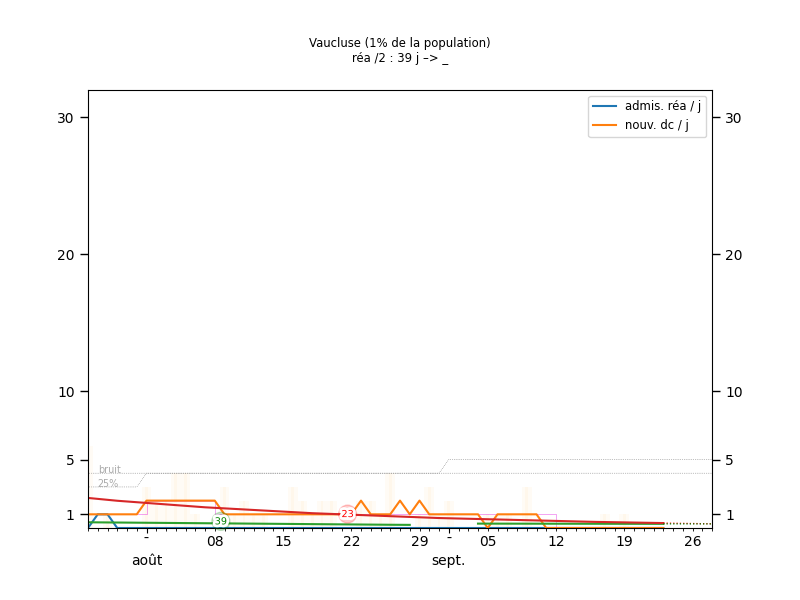 Vaucluse (1% de la population)
réa /2 : 39 j –> _
admis. réa / j
nouv. dc / j
30 30
20 20
10 10
5 5
1 1
bruit
25%
39
23
- 08 15 22 29 - 05 12 19 26
août sept.